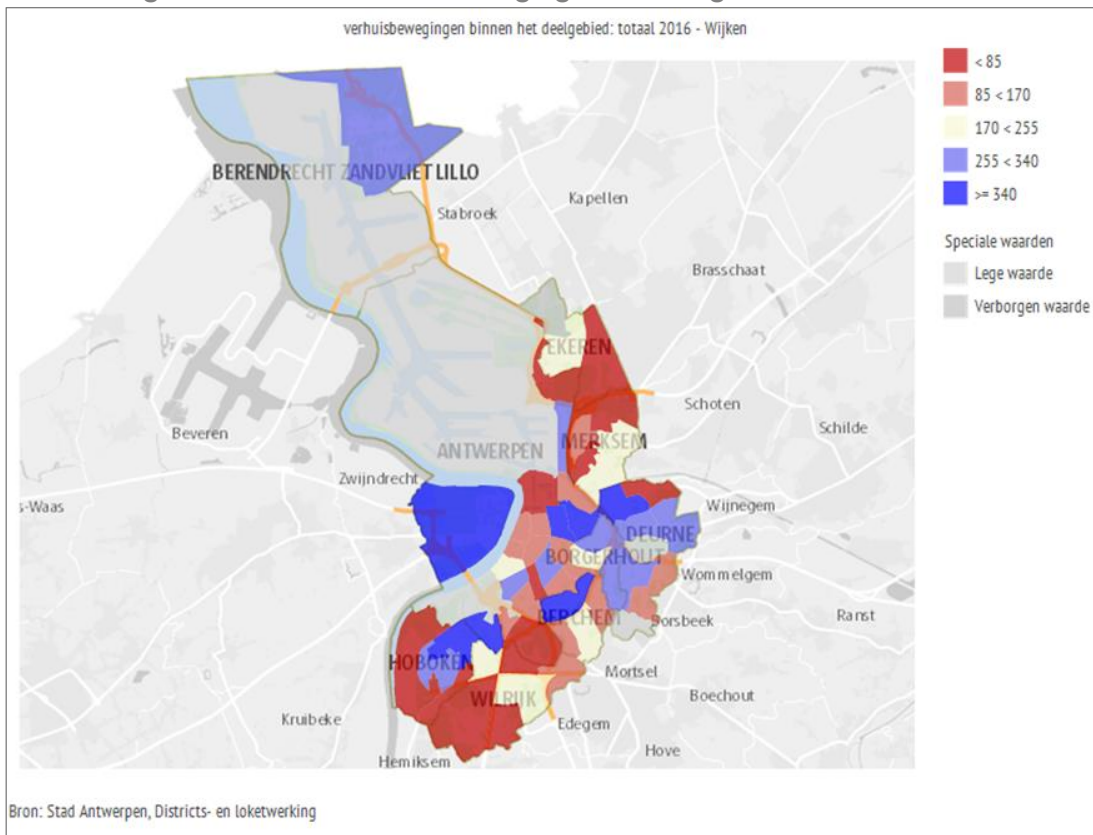 verhuisbewegingen binnen het deelgebied: totaal 2016 - Wijken
< 85
85 < 170
170 < 255
255 < 340
>= 340
Speciale waarden
Lege waarde
Verborgen waarde
BERENDRECHT ZANDVLIET LILLO
Stabroek
Kapellen
Brasschaat
EKEREN
Schoten
Beveren
ANTWERPEN
MERKSEM
Schilde
Zwijndrecht
s-Waas
Wijnegem
DEURNE
BORGERHOUT
Wommelgem
Ranst
BERCHEM
Borsbeek
HOBOKEN
Mortsel
Boechout
WILRIJK
Kruibeke
Edegem
Hove
Hemiksem
Bron: Stad Antwerpen, Districts- en loketwerking